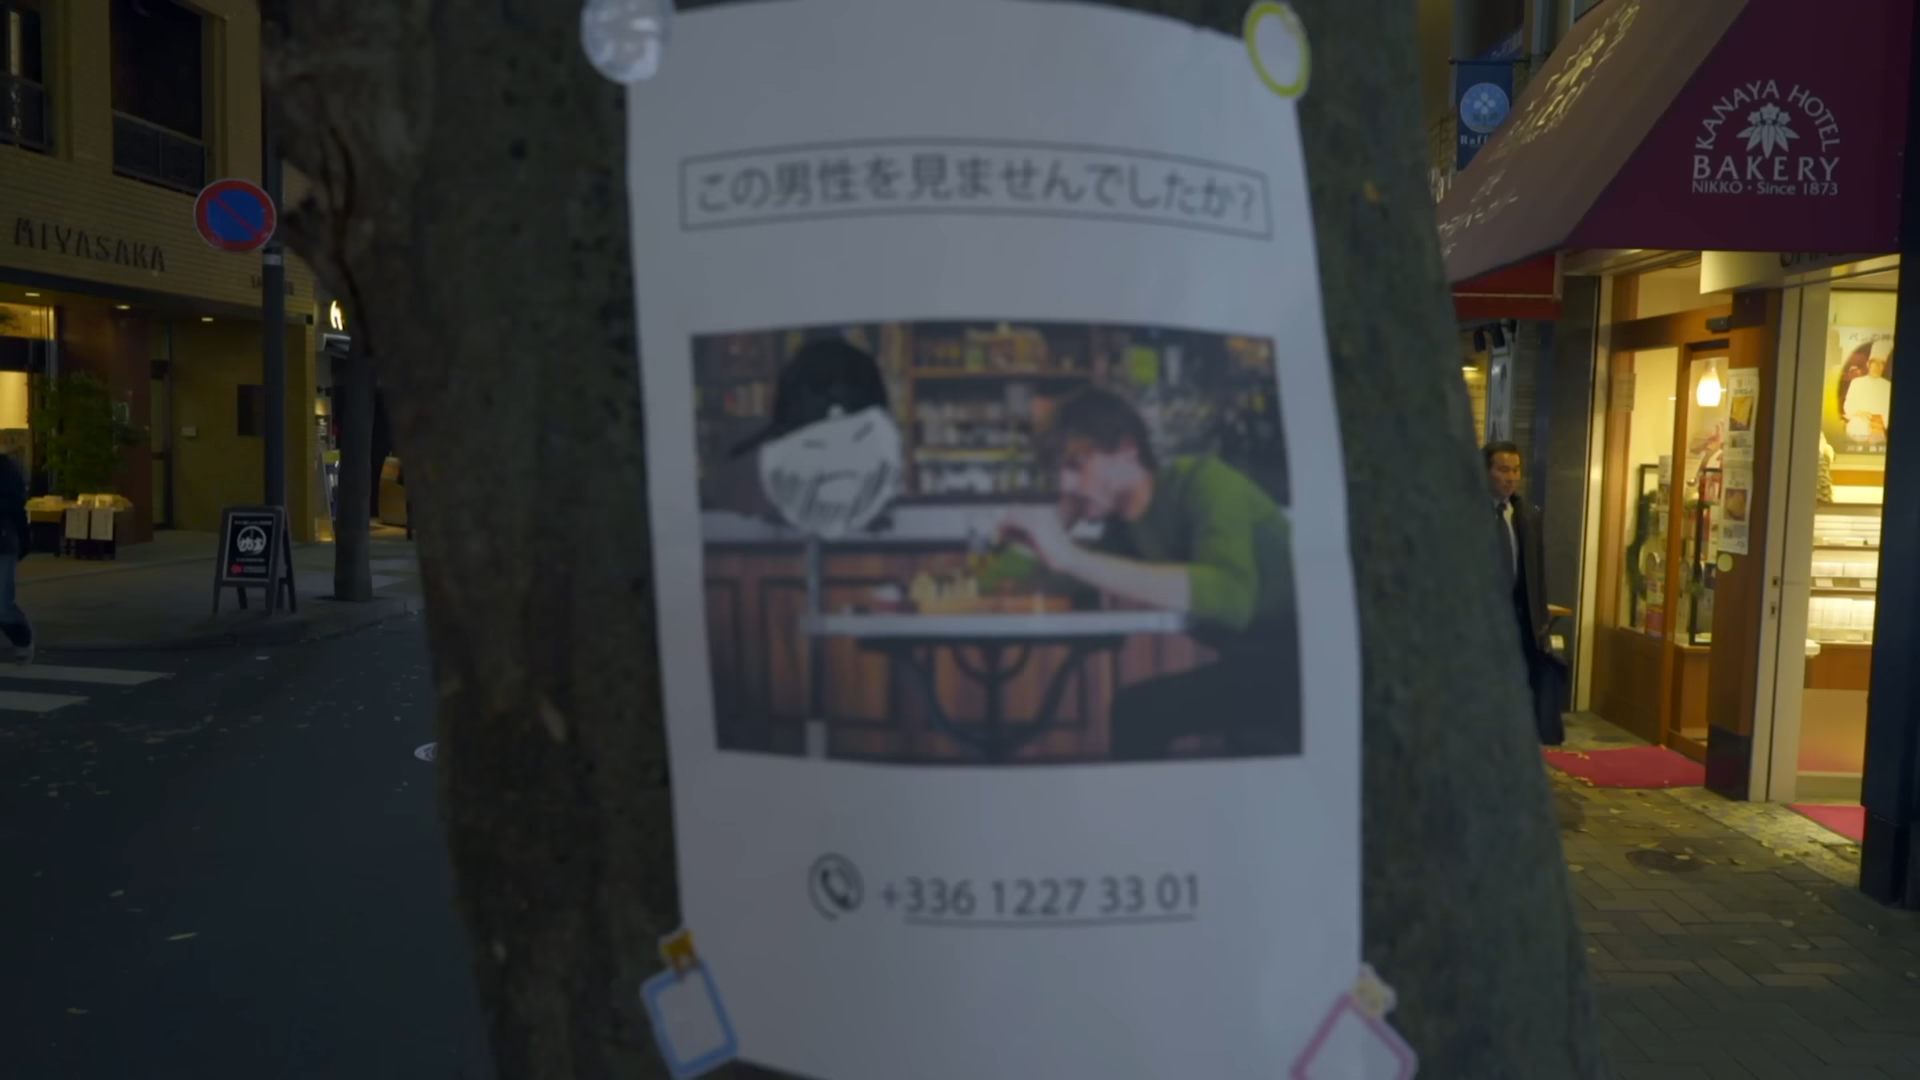 この男性を見ませんでしたか?
+336 1227 33 01
MIYASAKA
KANAYA HOTEL
BAKERY
NIKKO・Since 1873